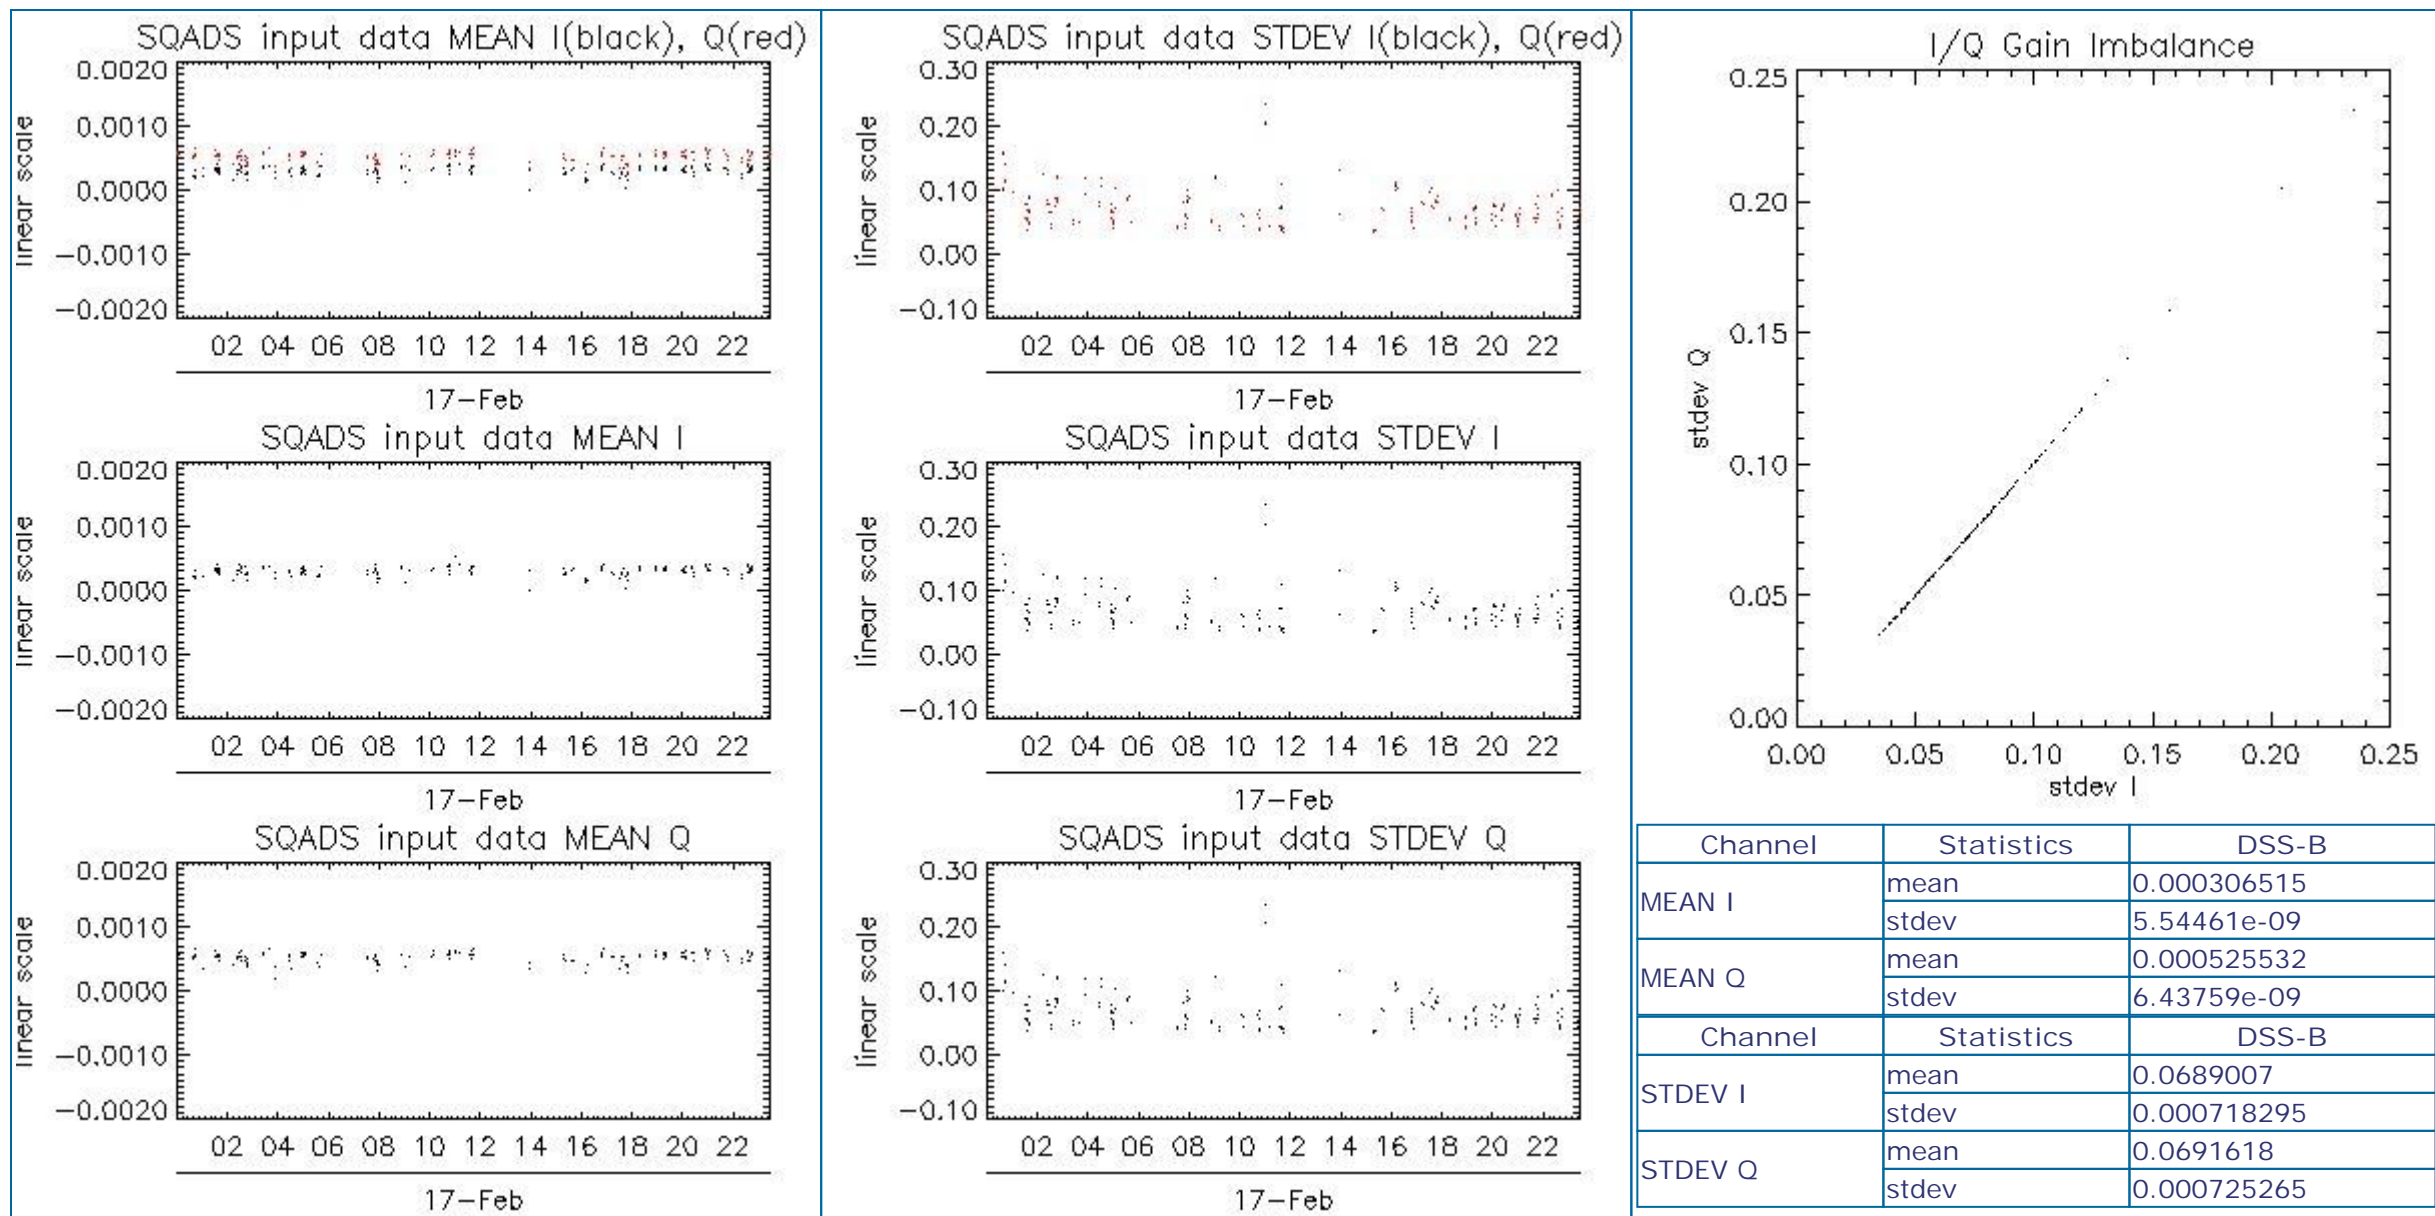 SQADS input data MEAN I(black), Q(red)
0.0020
0.0010
0.0000
-0.0010
-0.0020
linear scale
02 04 06 08 10 12 14 16 18 20 22
17-Feb
SQADS input data MEAN I
0.0020
0.0010
0.0000
-0.0010
-0.0020
linear scale
02 04 06 08 10 12 14 16 18 20 22
17-Feb
SQADS input data MEAN Q
0.0020
0.0010
0.0000
-0.0010
-0.0020
linear scale
02 04 06 08 10 12 14 16 18 20 22
17-Feb
SQADS input data STDEV I(black), Q(red)
0.30
0.20
0.10
0.00
-0.10
linear scale
02 04 06 08 10 12 14 16 18 20 22
17-Feb
SQADS input data STDEV I
0.30
0.20
0.10
0.00
-0.10
linear scale
02 04 06 08 10 12 14 16 18 20 22
17-Feb
SQADS input data STDEV Q
0.30
0.20
0.10
0.00
-0.10
linear scale
02 04 06 08 10 12 14 16 18 20 22
17-Feb
I/Q Gain Imbalance
0.25
0.20
0.15
0.10
0.05
0.00
stdev Q
0.00 0.05 0.10 0.15 0.20 0.25
stdev I
Channel Statistics DSS-B
MEAN I mean 0.000306515
stdev 5.54461e-09
MEAN Q mean 0.000525532
stdev 6.43759e-09
Channel Statistics DSS-B
STDEV I mean 0.0689007
stdev 0.000718295
STDEV Q mean 0.0691618
stdev 0.000725265